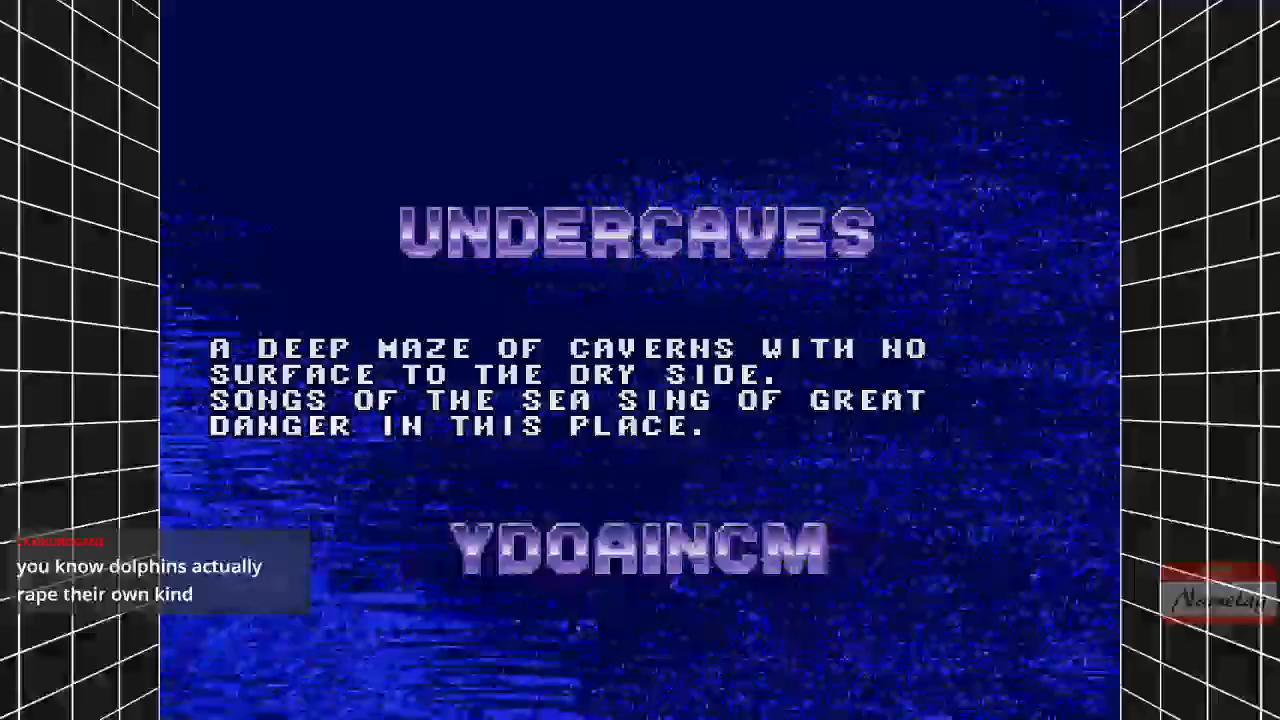 UNDERCAVES
A DEEP MAZE OF CAVERNS WITH NO
SURFACE TO THE DRY SIDE.
SONGS OF THE SEA SING OF GREAT
DANGER IN THIS PLACE.
YDOAINCM
you know dolphins actually
rape their own kind